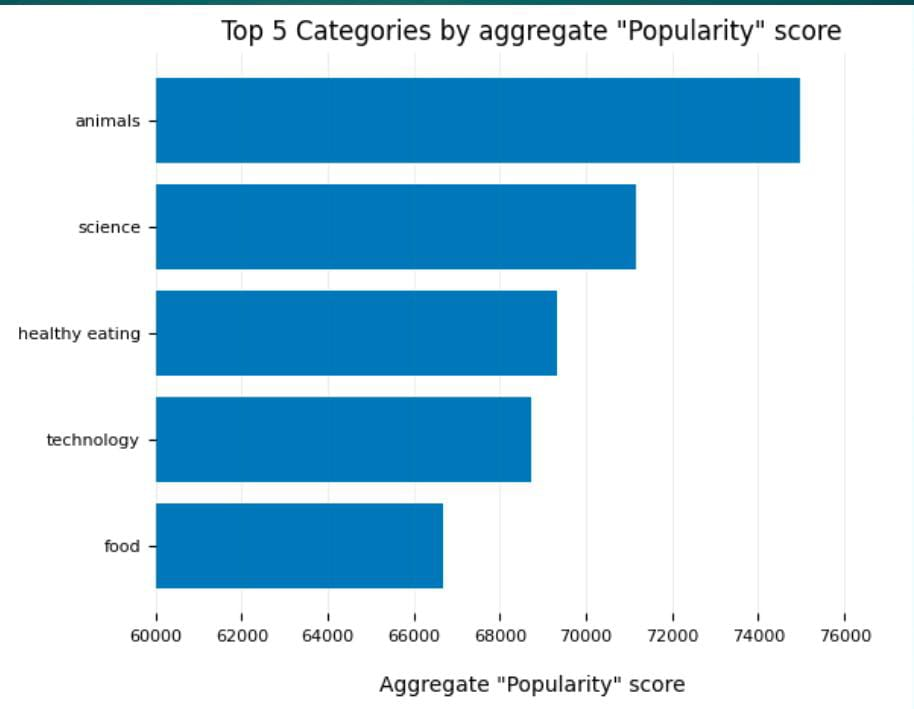 Top 5 Categories by aggregate "Popularity" score
animals
science
healthy eating
technology
food
60000 62000 64000 66000 68000 70000 72000 74000 76000
Aggregate "Popularity" score